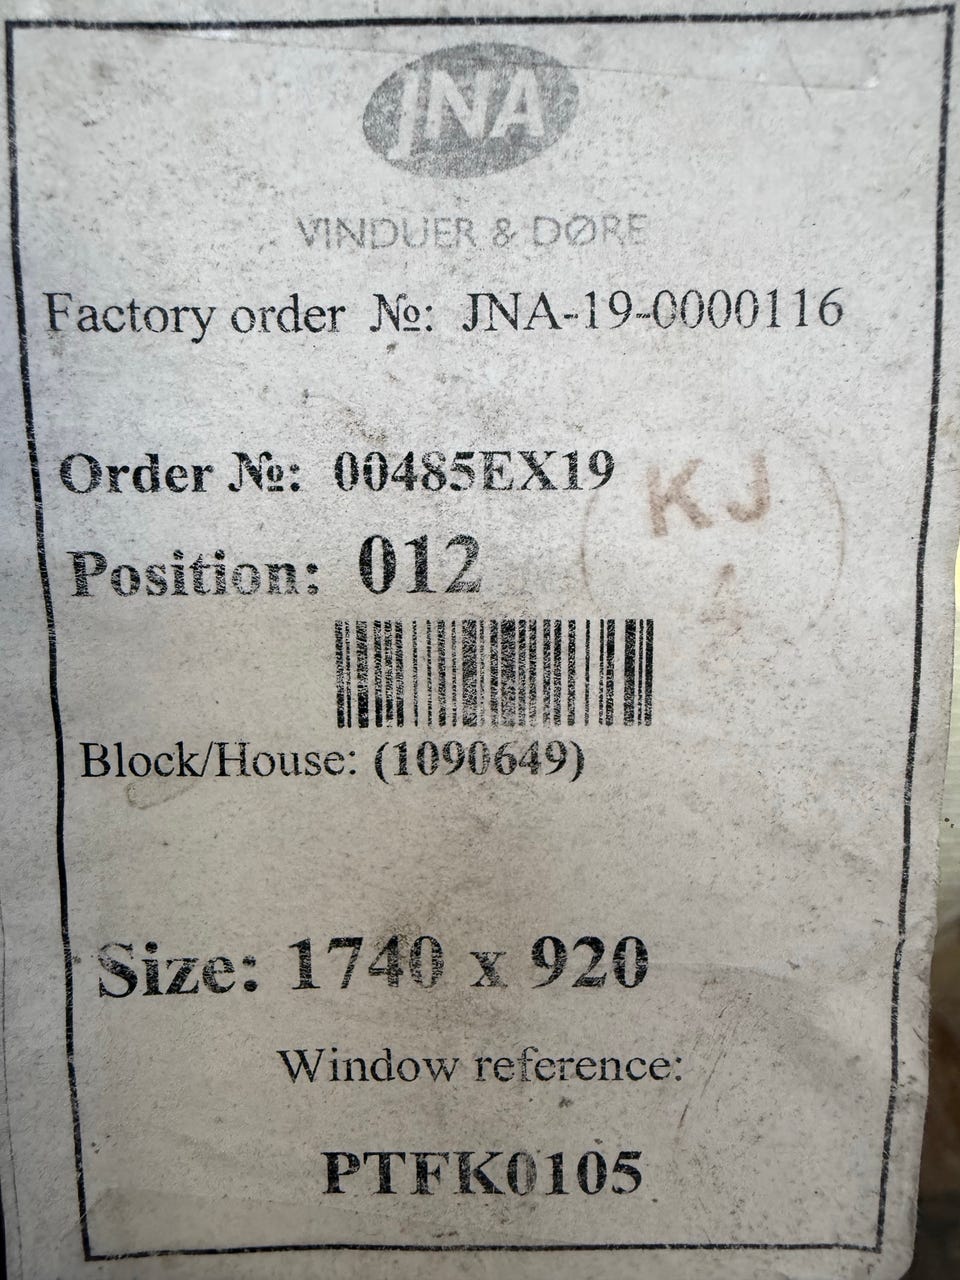 JNA
VINDUER & DØRE
Factory order №: JNA-19-0000116
Order №: 00485EX19
KJ
Position: 012
Block/House: (1090649)
Size: 1740 x 920
Window reference:
PTFK0105